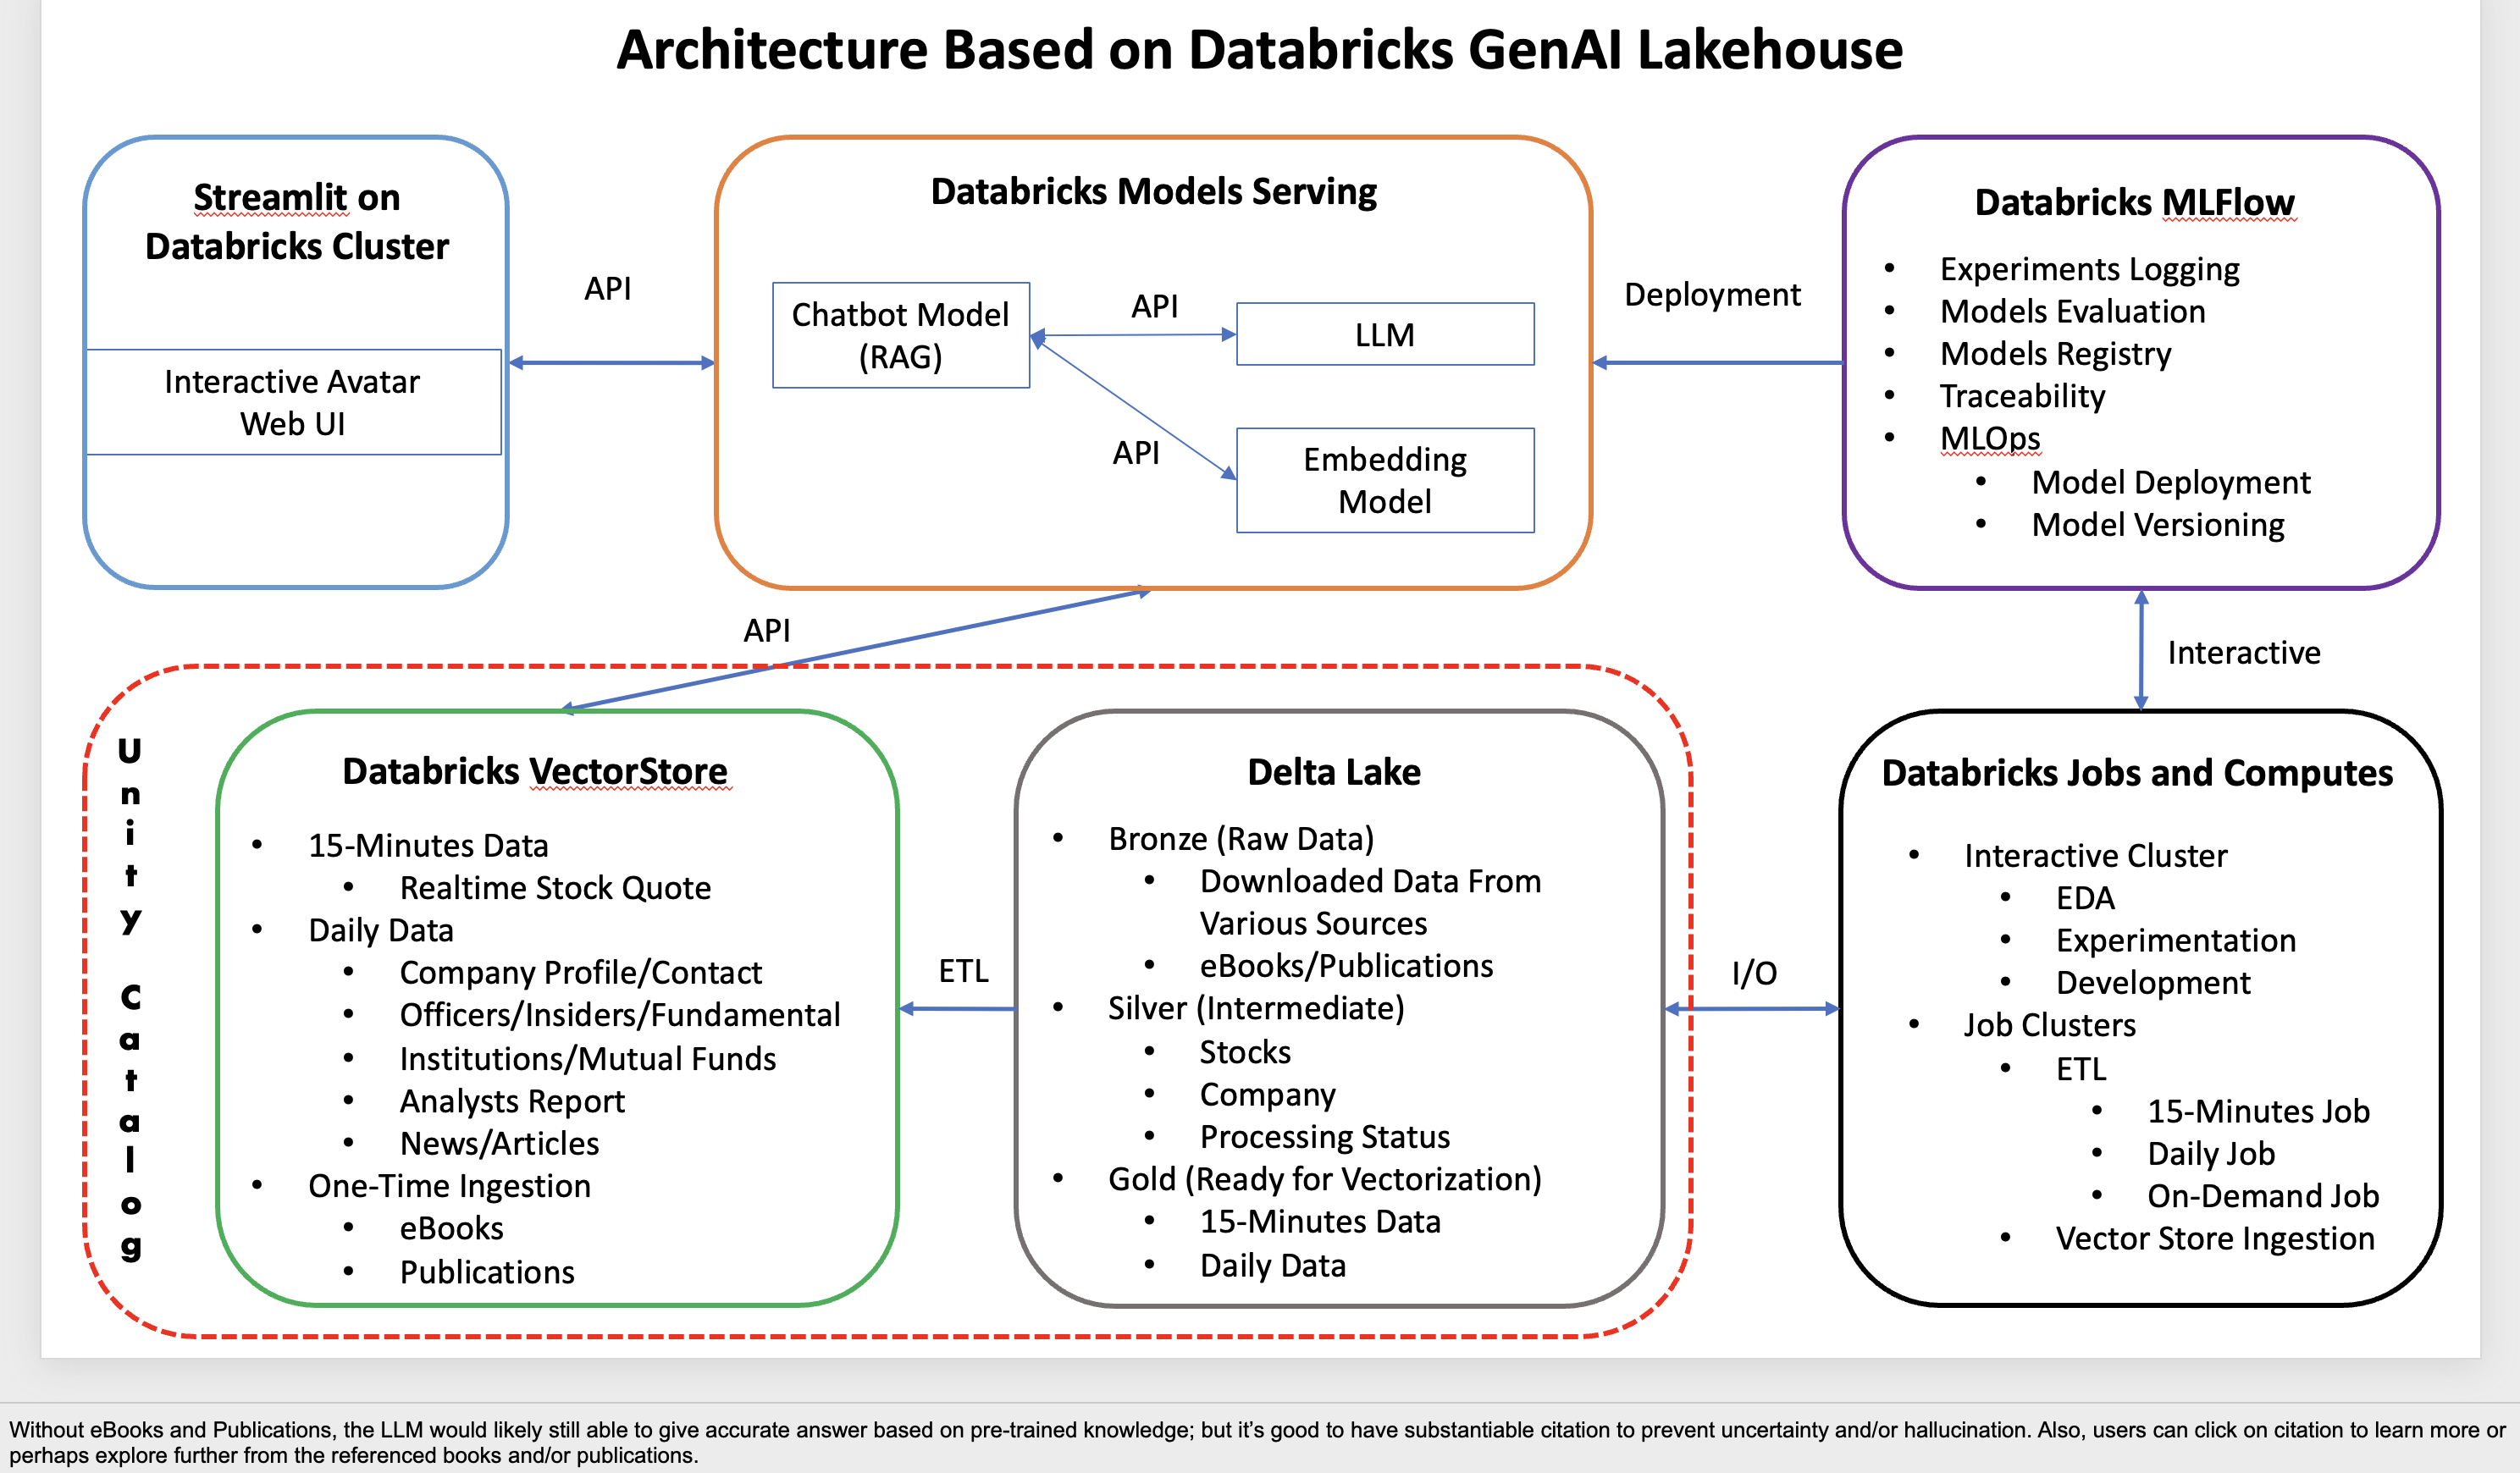 Architecture Based on Databricks GenAI Lakehouse
Streamlit on
Databricks Cluster
Interactive Avatar
Web UI
API
Databricks Models Serving
Chatbot Model
(RAG)
API
LLM
API
Embedding
Model
Deployment
Databricks MLFlow
• Experiments Logging
• Models Evaluation
• Models Registry
• Traceability
• MLOps
• Model Deployment
• Model Versioning
API
Interactive
Unity Catalog
Databricks VectorStore
• 15-Minutes Data
• Realtime Stock Quote
• Daily Data
• Company Profile/Contact
• Officers/Insiders/Fundamental
• Institutions/Mutual Funds
• Analysts Report
• News/Articles
• One-Time Ingestion
• eBooks
• Publications
ETL
Delta Lake
• Bronze (Raw Data)
• Downloaded Data From
Various Sources
• eBooks/Publications
• Silver (Intermediate)
• Stocks
• Company
• Processing Status
• Gold (Ready for Vectorization)
• 15-Minutes Data
• Daily Data
I/O
Databricks Jobs and Computes
• Interactive Cluster
• EDA
• Experimentation
• Development
• Job Clusters
• ETL
• 15-Minutes Job
• Daily Job
• On-Demand Job
• Vector Store Ingestion
Without eBooks and Publications, the LLM would likely still able to give accurate answer based on pre-trained knowledge; but it's good to have substantiable citation to prevent uncertainty and/or hallucination. Also, users can click on citation to learn more or
perhaps explore further from the referenced books and/or publications.